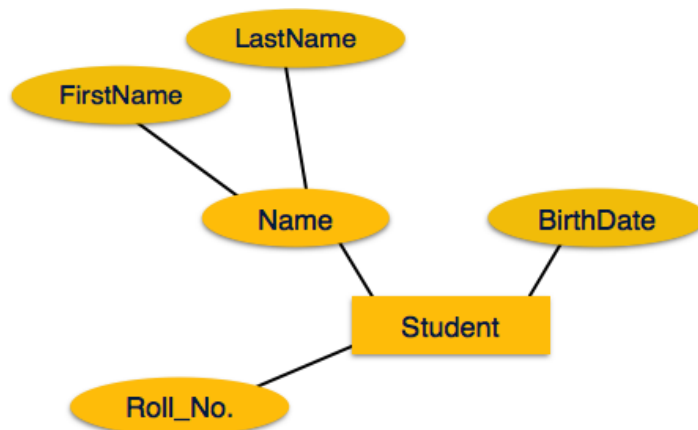 LastName
FirstName
Name
BirthDate
Student
Roll_No.